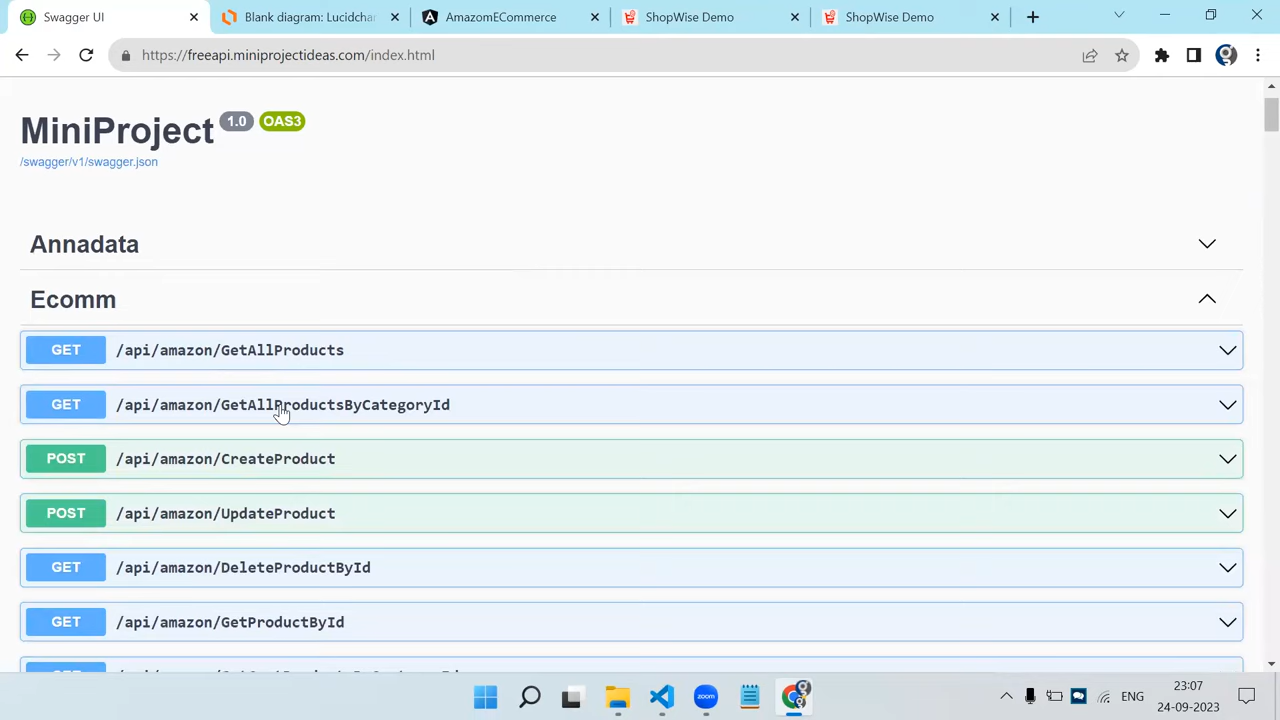 Swagger UI
Blank diagram: Lucidcha
AmazomECommerce
ShopWise Demo
ShopWise Demo
https://freeapi.miniprojectideas.com/index.html
MiniProject 1.0 OAS3
/swagger/v1/swagger.json
Annadata
Ecomm
GET /api/amazon/GetAllProducts
GET /api/amazon/GetAllProductsByCategoryId
POST /api/amazon/CreateProduct
POST /api/amazon/UpdateProduct
GET /api/amazon/DeleteProductById
GET /api/amazon/GetProductById
zoom
ENG
23:07
24-09-2023